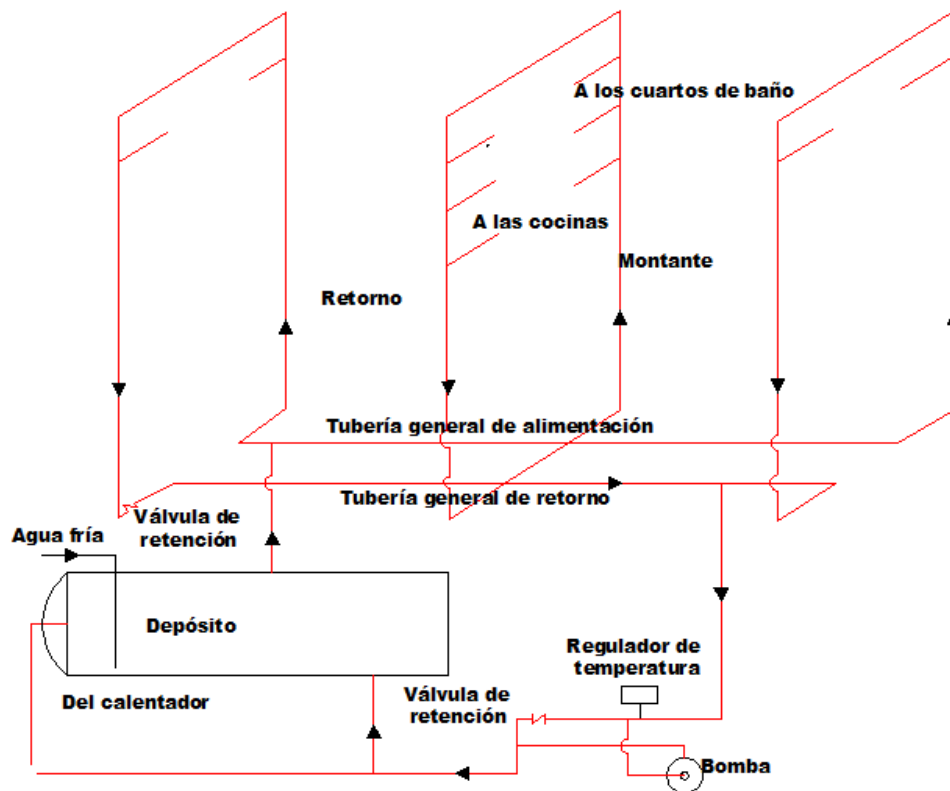 A los cuartos de baño
A las cocinas
Montante
Retorno
Tubería general de alimentación
Tubería general de retorno
Válvula de
retención
Agua fría
Depósito
Regulador de
temperatura
Del calentador
Válvula de
retención
Bomba